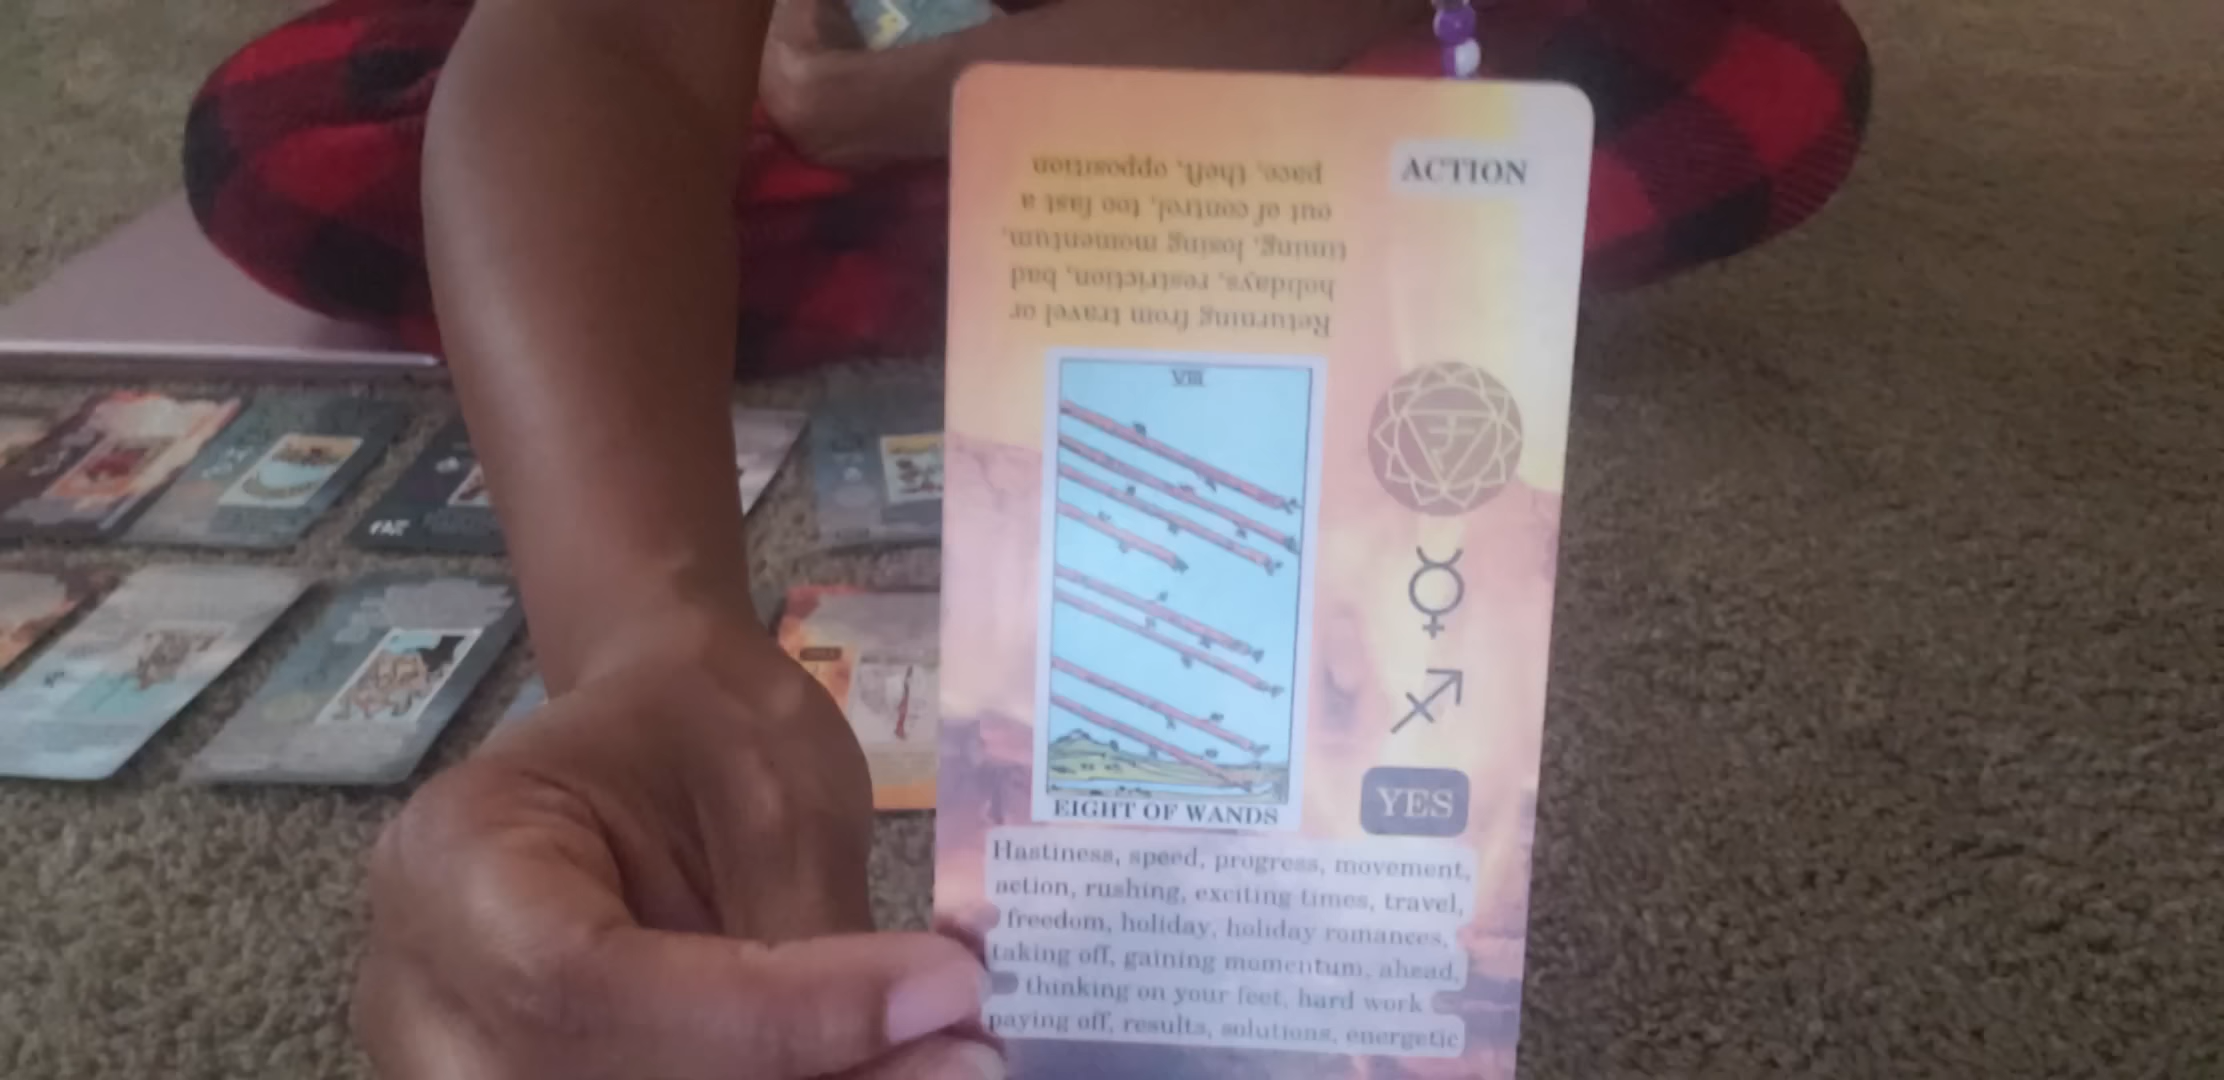 ACTION
Returning from travel or
holidays, restriction, bad
timing, losing momentum,
out of control, too fast a
pace, theft, opposition
VIII
EIGHT OF WANDS
YES
Hastiness, speed, progress, movement,
action, rushing, exciting times, travel,
freedom, holiday, holiday romances,
taking off, gaining momentum, ahead,
thinking on your feet, hard work
paying off, results, solutions, energetic